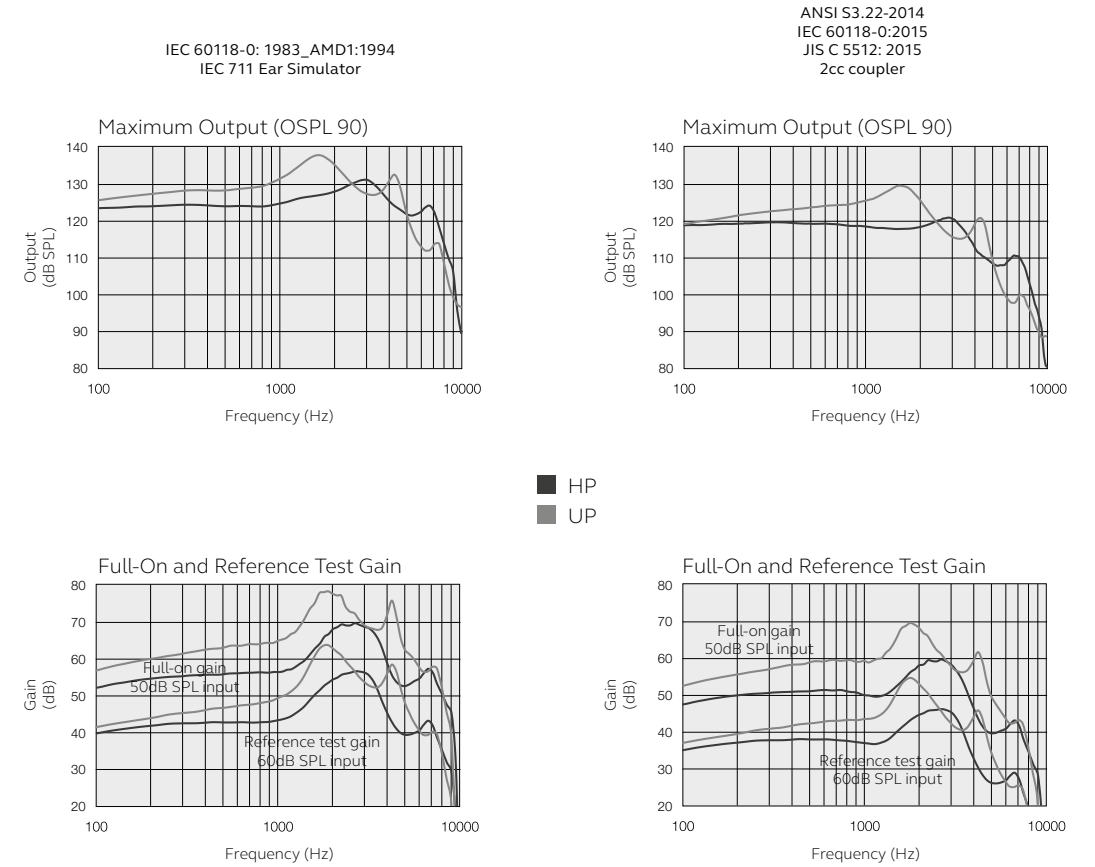 IEC 60118-0: 1983_AMD1:1994
IEC 711 Ear Simulator
ANSI S3.22-2014
IEC 60118-0:2015
JIS C 5512: 2015
2cc coupler
Maximum Output (OSPL 90)
140
130
120
110
100
90
80
Output
(dB SPL)
100
1000
10000
Frequency (Hz)
Maximum Output (OSPL 90)
140
130
120
110
100
90
80
Output
(dB SPL)
100
1000
10000
Frequency (Hz)
HP
UP
Full-On and Reference Test Gain
80
70
60
50
40
30
20
Gain
(dB)
Full-on gain
50dB SPL input
Reference test gain
60dB SPL input
100
1000
10000
Frequency (Hz)
Full-On and Reference Test Gain
80
70
60
50
40
30
20
Gain
(dB)
Full-on gain
50dB SPL input
Reference test gain
60dB SPL input
100
1000
10000
Frequency (Hz)